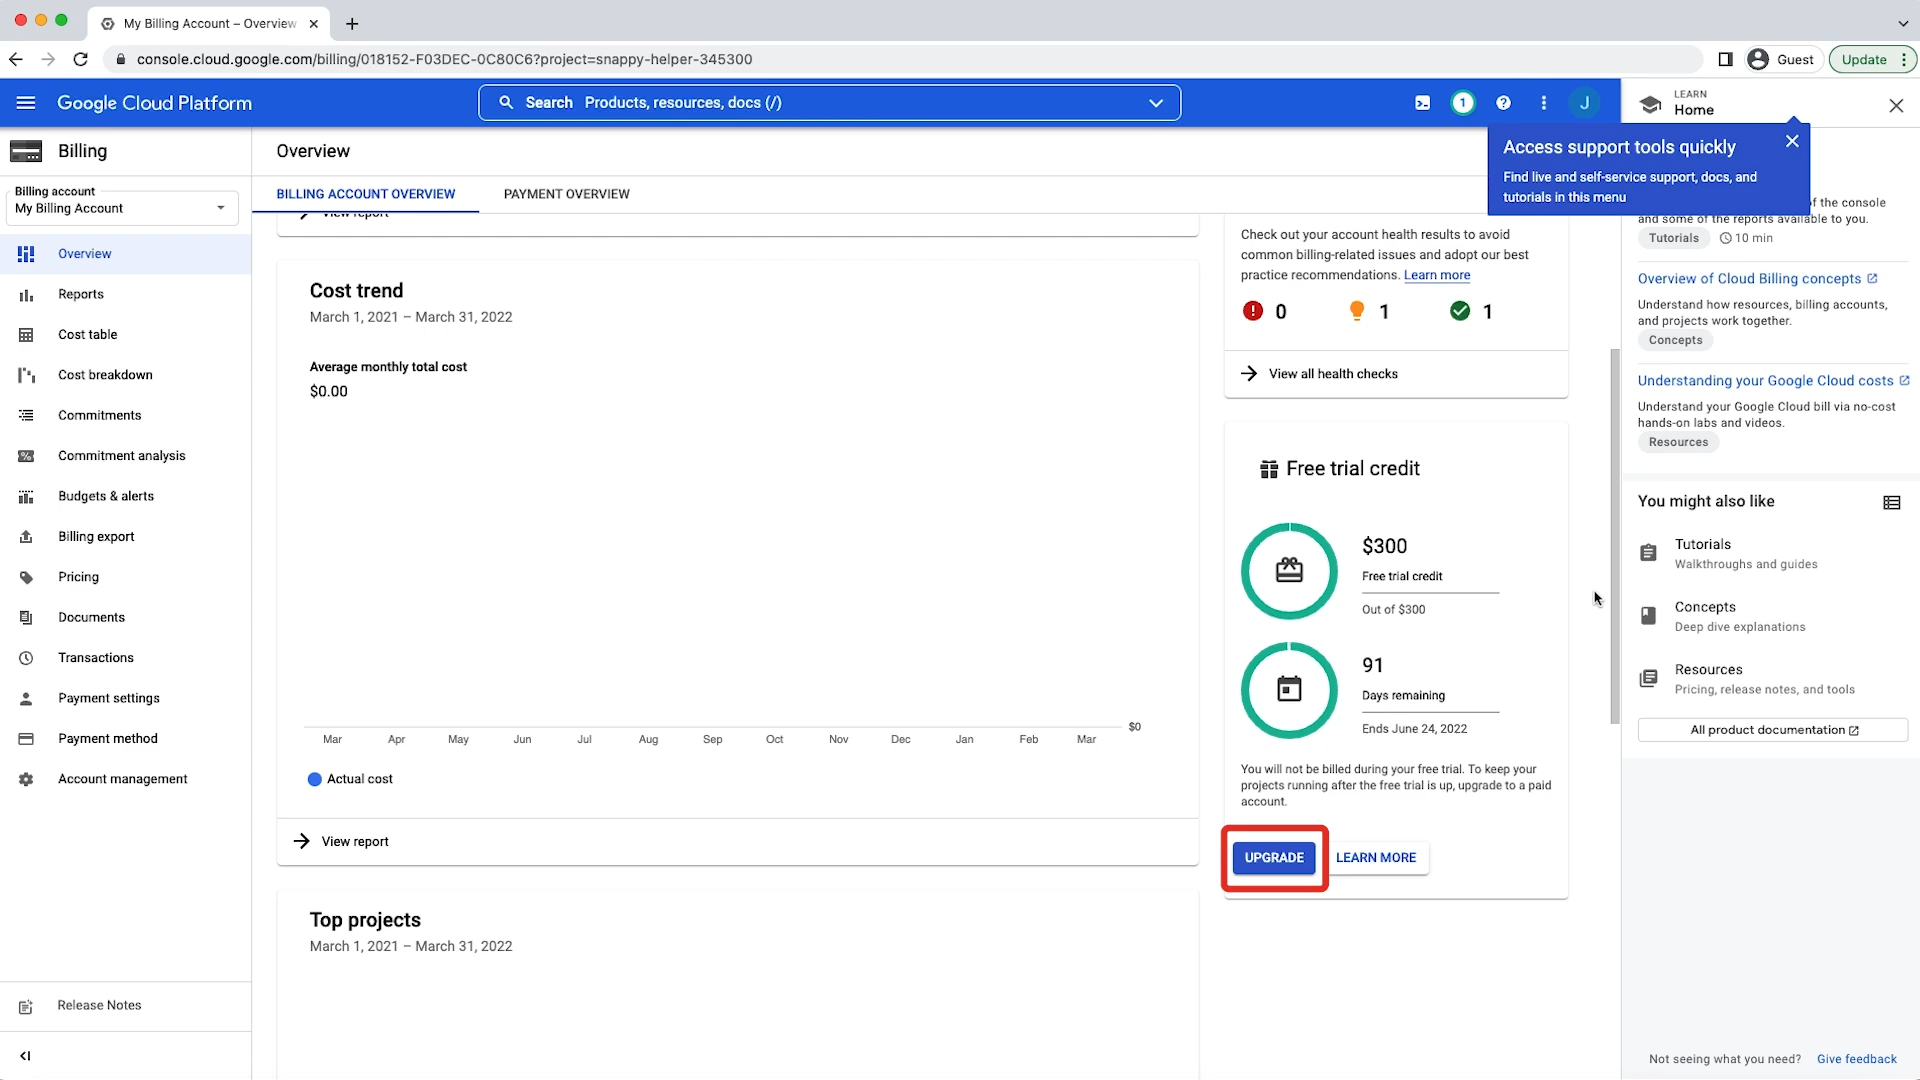 My Billing Account – Overview
console.cloud.google.com/billing/018152-F03DEC-0C80C6?project=snappy-helper-345300
Guest
Update
Google Cloud Platform
Search Products, resources, docs (/)
1
J
LEARN
Home
Billing
Billing account
My Billing Account
Overview
Reports
Cost table
Cost breakdown
Commitments
Commitment analysis
Budgets & alerts
Billing export
Pricing
Documents
Transactions
Payment settings
Payment method
Account management
Release Notes
Overview
BILLING ACCOUNT OVERVIEW
PAYMENT OVERVIEW
View report
Cost trend
March 1, 2021 – March 31, 2022
Average monthly total cost
$0.00
$0
Mar Apr May Jun Jul Aug Sep Oct Nov Dec Jan Feb Mar
Actual cost
View report
Top projects
March 1, 2021 – March 31, 2022
Check out your account health results to avoid
common billing-related issues and adopt our best
practice recommendations. Learn more
0 1 1
View all health checks
Free trial credit
$300
Free trial credit
Out of $300
91
Days remaining
Ends June 24, 2022
You will not be billed during your free trial. To keep your
projects running after the free trial is up, upgrade to a paid
account.
UPGRADE
LEARN MORE
Access support tools quickly
Find live and self-service support, docs, and
tutorials in this menu
of the console
and some of the reports available to you.
Tutorials
10 min
Overview of Cloud Billing concepts
Understand how resources, billing accounts,
and projects work together.
Concepts
Understanding your Google Cloud costs
Understand your Google Cloud bill via no-cost
hands-on labs and videos.
Resources
You might also like
Tutorials
Walkthroughs and guides
Concepts
Deep dive explanations
Resources
Pricing, release notes, and tools
All product documentation
Not seeing what you need? Give feedback